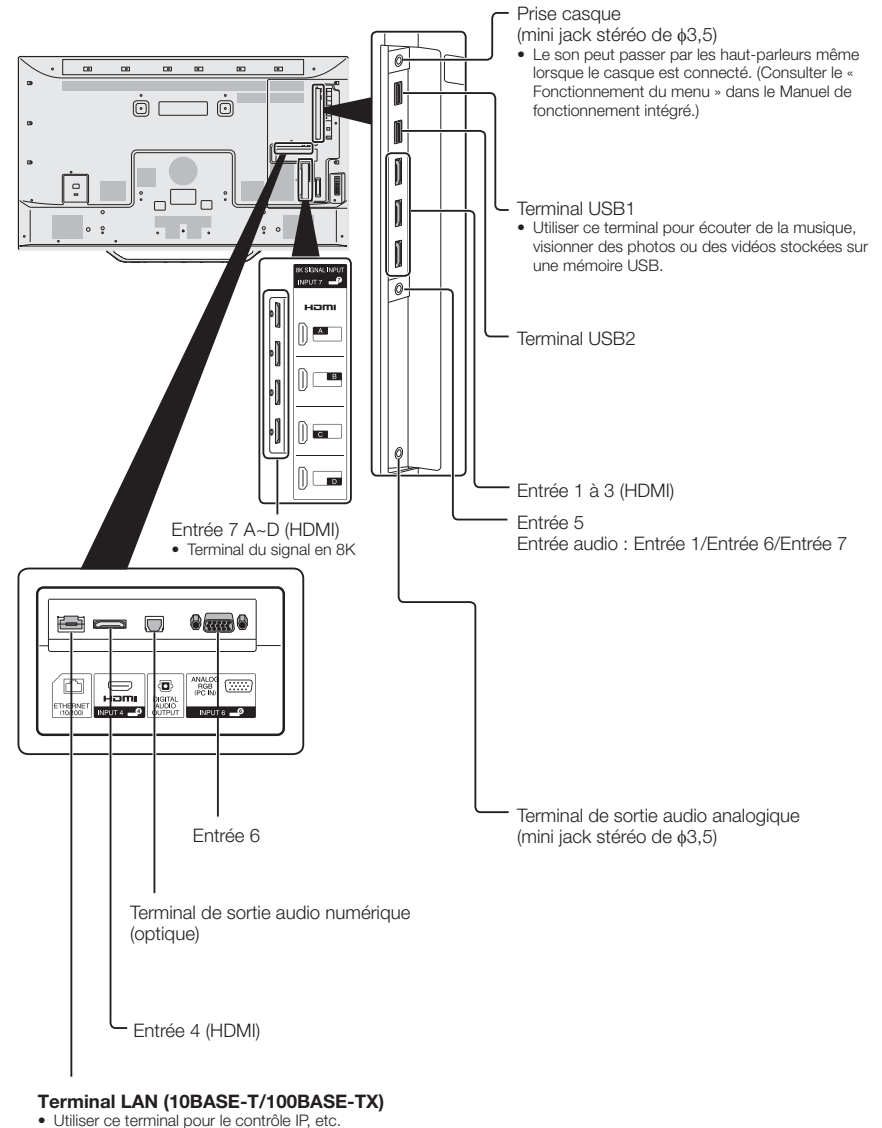 Prise casque
(mini jack stéréo de ϕ3,5)
• Le son peut passer par les haut-parleurs même
lorsque le casque est connecté. (Consulter le «
Fonctionnement du menu » dans le Manuel de
fonctionnement intégré.)
Terminal USB1
• Utiliser ce terminal pour écouter de la musique,
visionner des photos ou des vidéos stockées sur
une mémoire USB.
Terminal USB2
Entrée 1 à 3 (HDMI)
Entrée 5
Entrée audio : Entrée 1/Entrée 6/Entrée 7
8K SIGNAL INPUT
INPUT 7 7
HDMI
A
B
C
D
Entrée 7 A~D (HDMI)
• Terminal du signal en 8K
ETHERNET
(10/100)
HDMI
INPUT 4 4
DIGITAL
AUDIO
OUTPUT
ANALOG
RGB
(PC IN)
INPUT 6 6
Terminal de sortie audio analogique
(mini jack stéréo de ϕ3,5)
Entrée 6
Terminal de sortie audio numérique
(optique)
Entrée 4 (HDMI)
Terminal LAN (10BASE-T/100BASE-TX)
• Utiliser ce terminal pour le contrôle IP, etc.